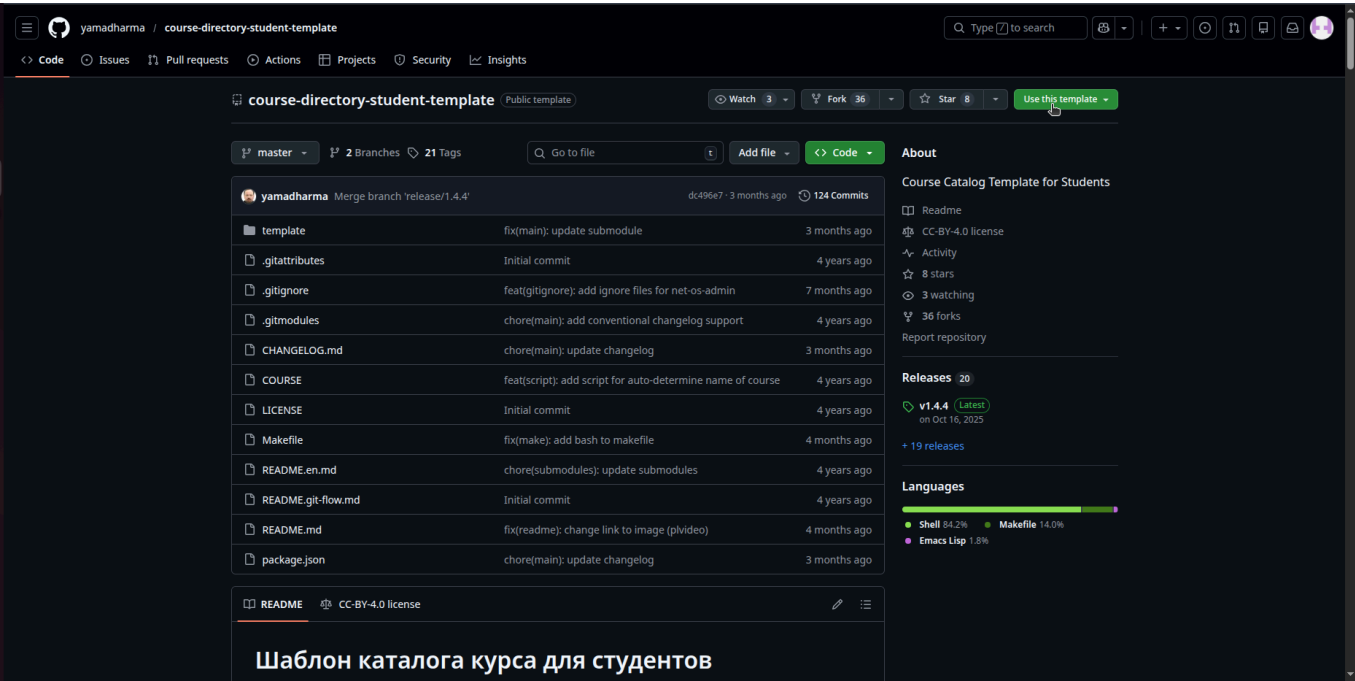 yamadharma / course-directory-student-template
Type / to search
Code Issues Pull requests Actions Projects Security Insights
course-directory-student-template Public template
Watch 3 Fork 36 Star 8 Use this template
master 2 Branches 21 Tags Go to file t Add file Code
yamadharma Merge branch 'release/1.4.4' dc496e7 · 3 months ago 124 Commits
template fix(main): update submodule 3 months ago
.gitattributes Initial commit 4 years ago
.gitignore feat(gitignore): add ignore files for net-os-admin 7 months ago
.gitmodules chore(main): add conventional changelog support 4 years ago
CHANGELOG.md chore(main): update changelog 3 months ago
COURSE feat(script): add script for auto-determine name of course 4 years ago
LICENSE Initial commit 4 years ago
Makefile fix(make): add bash to makefile 4 months ago
README.en.md chore(submodules): update submodules 4 years ago
README.git-flow.md Initial commit 4 years ago
README.md fix(readme): change link to image (plvideo) 4 months ago
package.json chore(main): update changelog 3 months ago
README CC-BY-4.0 license
Шаблон каталога курса для студентов
About
Course Catalog Template for Students
Readme
CC-BY-4.0 license
Activity
8 stars
3 watching
36 forks
Report repository
Releases 20
v1.4.4 Latest
on Oct 16, 2025
+ 19 releases
Languages
Shell 84.2% Makefile 14.0%
Emacs Lisp 1.8%